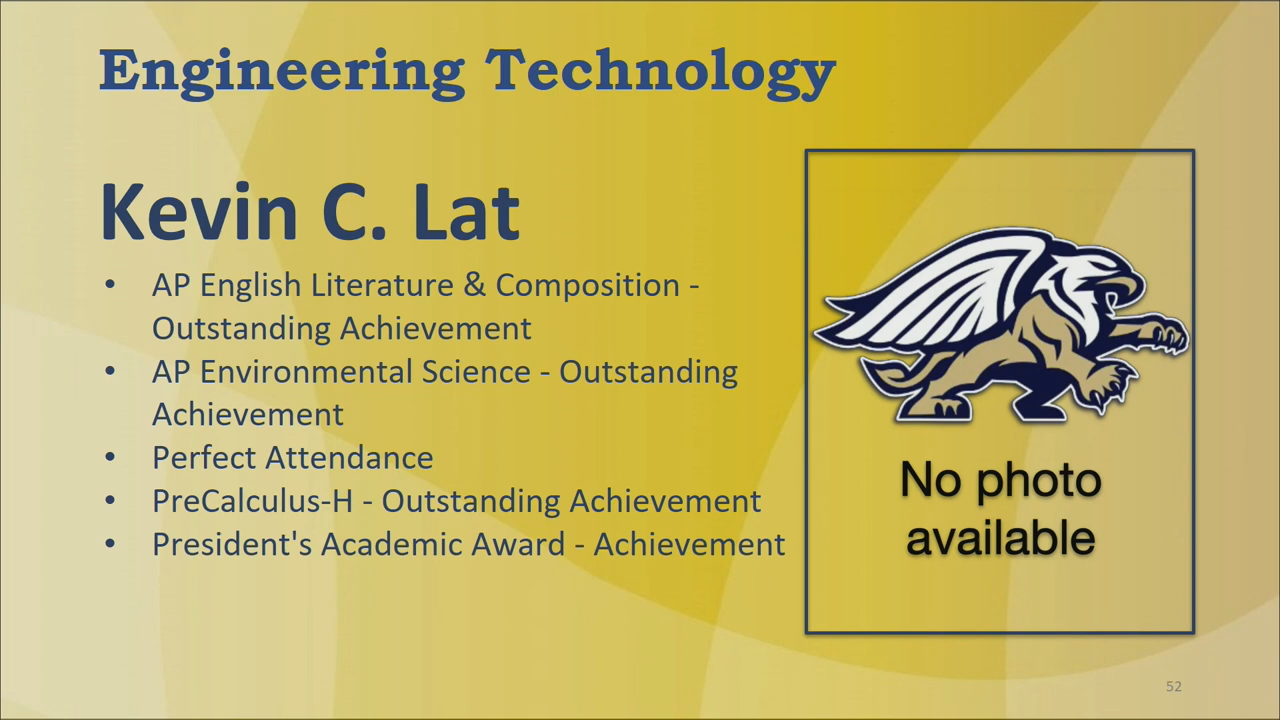 Engineering Technology
Kevin C. Lat
• AP English Literature & Composition -
Outstanding Achievement
• AP Environmental Science - Outstanding
Achievement
• Perfect Attendance
• PreCalculus-H - Outstanding Achievement
• President's Academic Award - Achievement
No photo
available
52